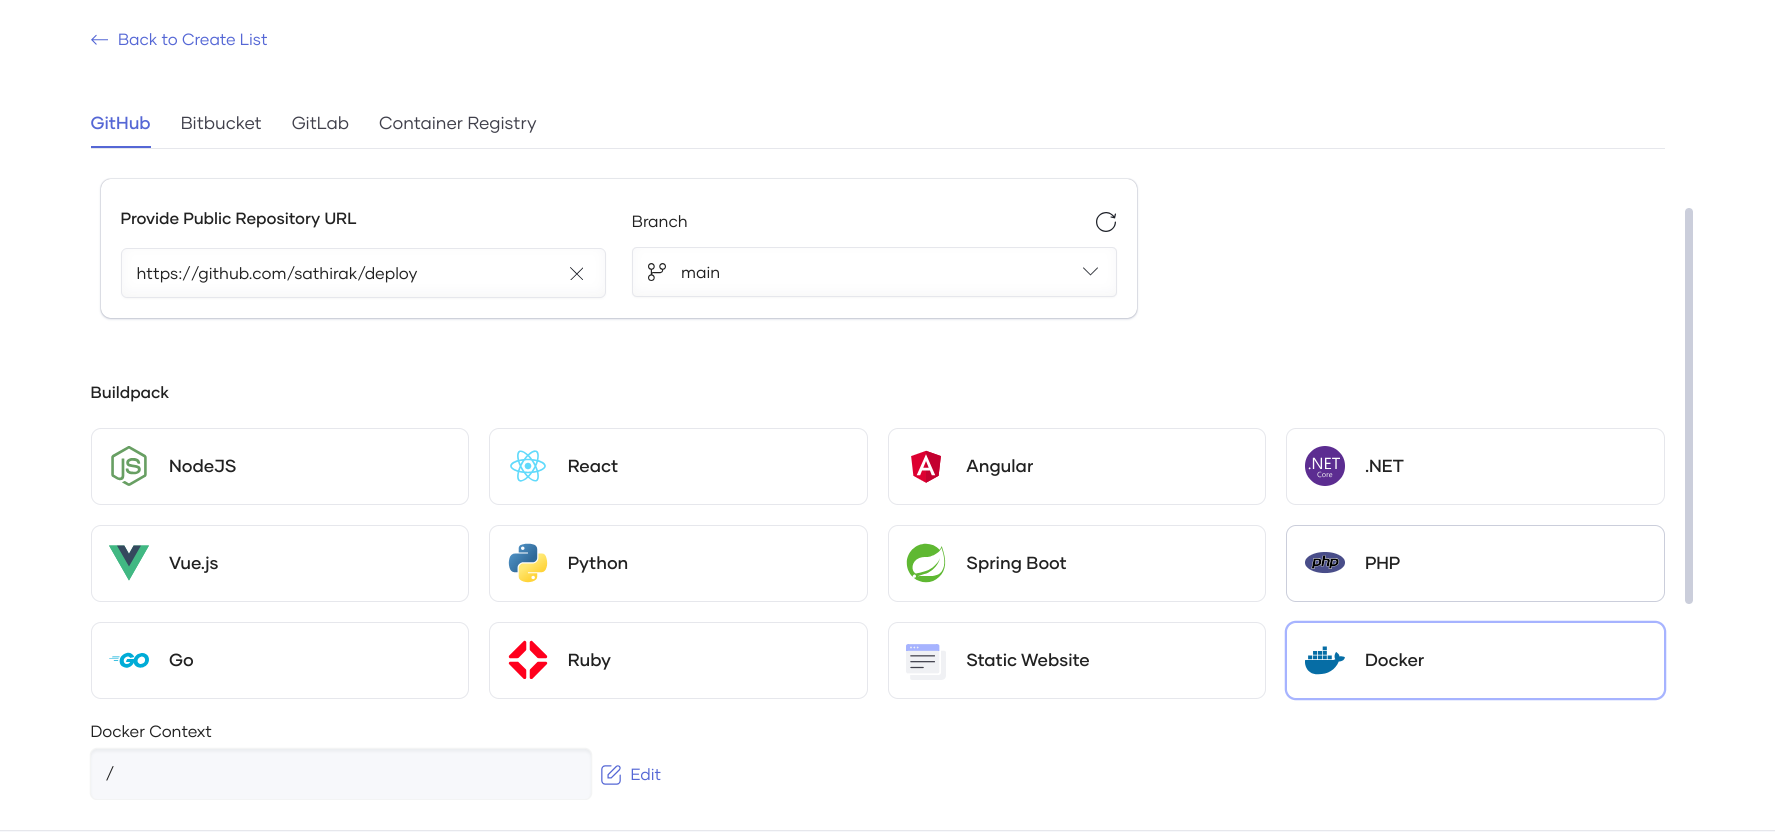 Back to Create List
GitHub Bitbucket GitLab Container Registry
Provide Public Repository URL
Branch
https://github.com/sathirak/deploy
main
Buildpack
JS NodeJS
React
A Angular
.NET Core .NET
Vue.js
Python
Spring Boot
php PHP
GO Go
Ruby
Static Website
Docker
Docker Context
/
Edit